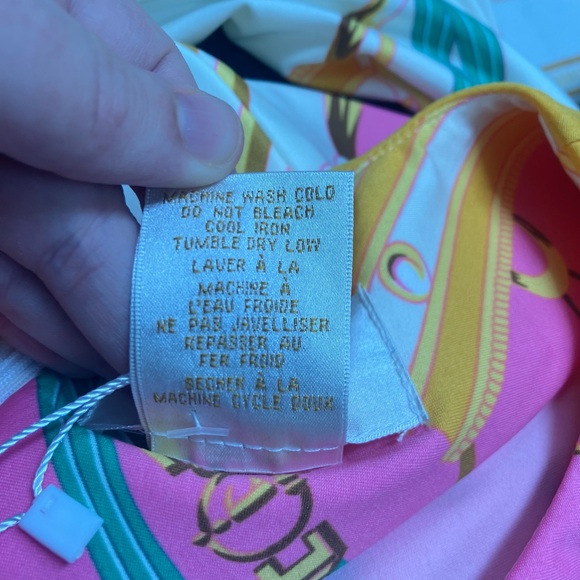 MACHINE WASH COLD
DO NOT BLEACH
COOL IRON
TUMBLE DRY LOW
LAVER À LA
MACHINE À
L'EAU FROIDE
NE PAS JAVELLISER
REPASSER AU
FER FROID
SECHER À LA
MACHINE CYCLE DOUX